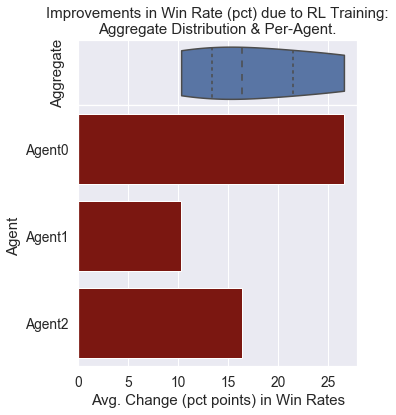 Improvements in Win Rate (pct) due to RL Training:
Aggregate Distribution & Per-Agent.
Aggregate
Agent
Agent0
Agent1
Agent2
0 5 10 15 20 25
Avg. Change (pct points) in Win Rates